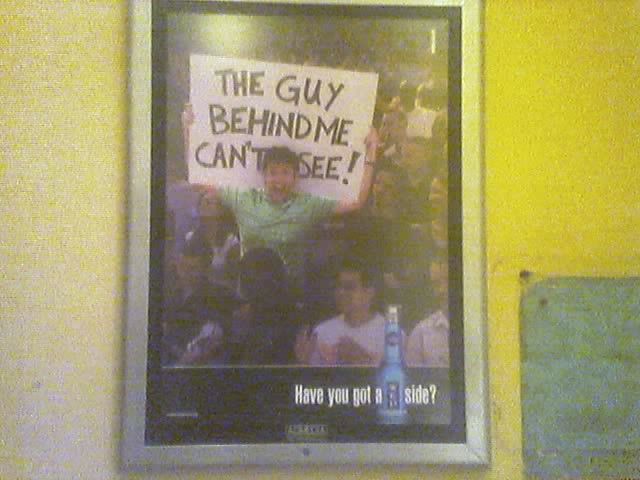 THE GUY
BEHIND ME
CAN'T SEE!
Have you got a side?